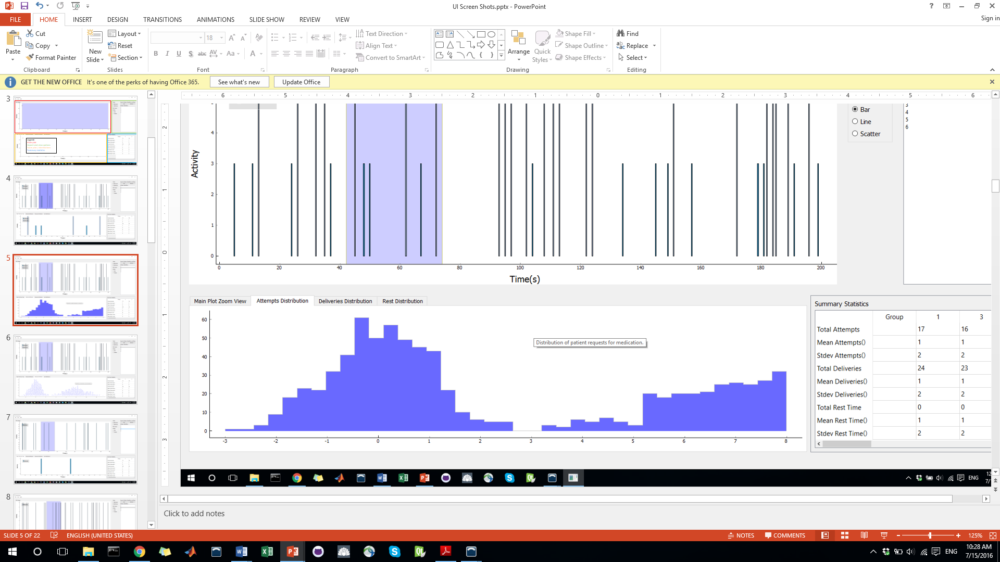 UI Screen Shots.pptx - PowerPoint
FILE HOME INSERT DESIGN TRANSITIONS ANIMATIONS SLIDE SHOW REVIEW VIEW Sign in
Paste
Cut
Copy
Format Painter
Clipboard
New
Slide
Layout
Reset
Section
Slides
18
B I U S abc AV Aa A
Font
Text Direction
Align Text
Convert to SmartArt
Paragraph
Arrange
Quick
Styles
Shape Fill
Shape Outline
Shape Effects
Drawing
Find
Replace
Select
Editing
GET THE NEW OFFICE It's one of the perks of having Office 365. See what's new Update Office
3
4
5
6
7
8
6 5 4 3 2 1 0 1 2 3 4 5 6
2
1
0
1
2
3
Activity
5
4
3
2
1
0
0 20 40 60 80 100 120 140 160 180 200
Time(s)
Bar
Line
Scatter
3
4
5
6
Main Plot Zoom View Attempts Distribution Deliveries Distribution Rest Distribution
60
50
40
30
20
10
0
-3 -2 -1 0 1 2 3 4 5 6 7 8
Distribution of patient requests for medication.
Summary Statistics
Group 1 3
Total Attempts 17 16
Mean Attempts() 1 1
Stdev Attempts() 2 2
Total Deliveries 24 23
Mean Deliveries() 1 1
Stdev Deliveries() 2 2
Total Rest Time 0 0
Mean Rest Time() 1 1
Stdev Rest Time() 2 2
ENG
Click to add notes
SLIDE 5 OF 22 ENGLISH (UNITED STATES) NOTES COMMENTS 125%
ENG
10:28 AM
7/15/2016